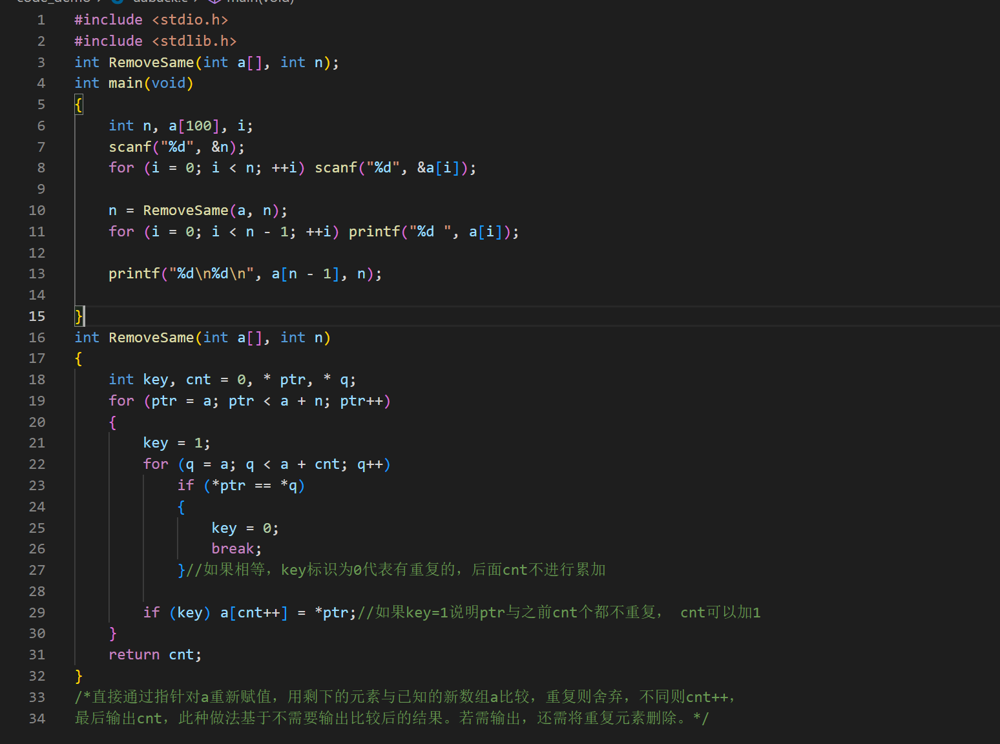 1 #include <stdio.h>
2 #include <stdlib.h>
3 int RemoveSame(int a[], int n);
4 int main(void)
5 {
6     int n, a[100], i;
7     scanf("%d", &n);
8     for (i = 0; i < n; ++i) scanf("%d", &a[i]);
9
10     n = RemoveSame(a, n);
11     for (i = 0; i < n - 1; ++i) printf("%d ", a[i]);
12
13     printf("%d\n%d\n", a[n - 1], n);
14
15 }
16 int RemoveSame(int a[], int n)
17 {
18     int key, cnt = 0, * ptr, * q;
19     for (ptr = a; ptr < a + n; ptr++)
20     {
21         key = 1;
22         for (q = a; q < a + cnt; q++)
23             if (*ptr == *q)
24             {
25                 key = 0;
26                 break;
27             }//如果相等，key标识为0代表有重复的，后面cnt不进行累加
28
29         if (key) a[cnt++] = *ptr;//如果key=1说明ptr与之前cnt个都不重复， cnt可以加1
30     }
31     return cnt;
32 }
33 /*直接通过指针对a重新赋值，用剩下的元素与已知的新数组a比较，重复则舍弃，不同则cnt++，
34 最后输出cnt，此种做法基于不需要输出比较后的结果。若需输出，还需将重复元素删除。*/